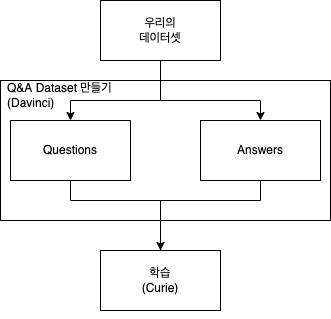 우리의
데이터셋
Q&A Dataset 만들기
(Davinci)
Questions
Answers
학습
(Curie)